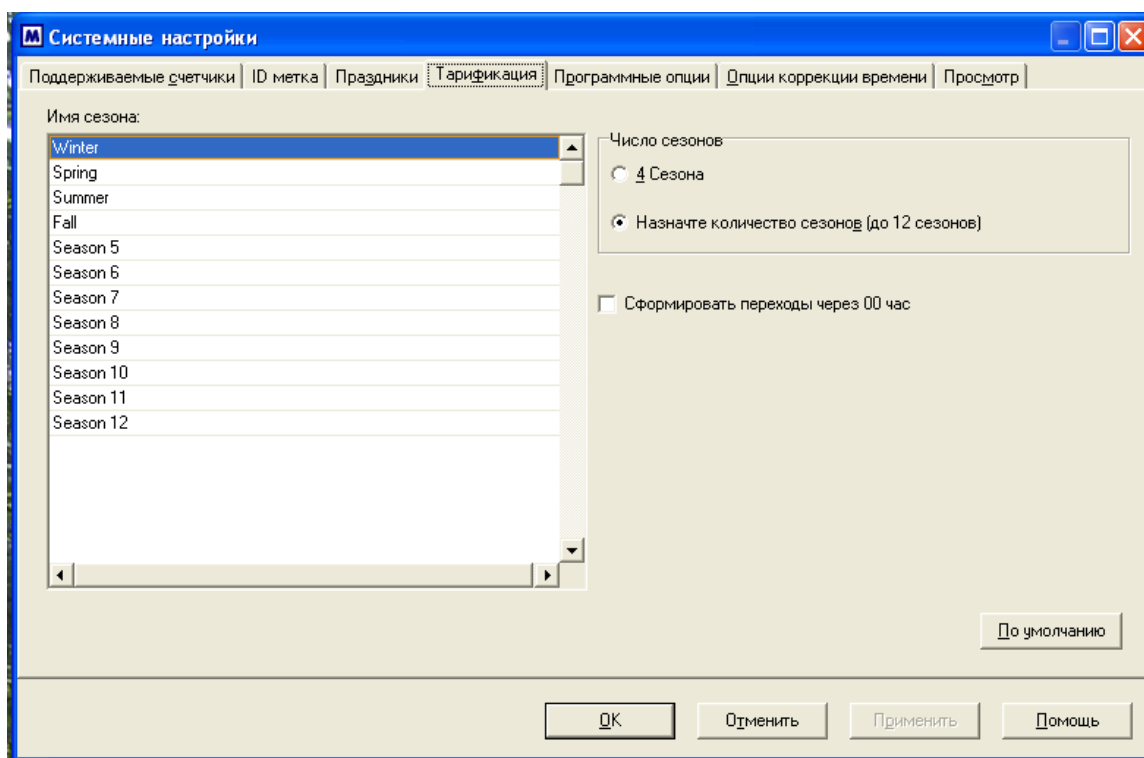 Системные настройки
Поддерживаемые счетчики ID метка Праздники Тарификация Программные опции Опции коррекции времени Просмотр
Имя сезона:
Winter
Spring
Summer
Fall
Season 5
Season 6
Season 7
Season 8
Season 9
Season 10
Season 11
Season 12
Число сезонов
4 Сезона
Назначте количество сезонов (до 12 сезонов)
Сформировать переходы через 00 час
По умолчанию
OK Отменить Применить Помощь